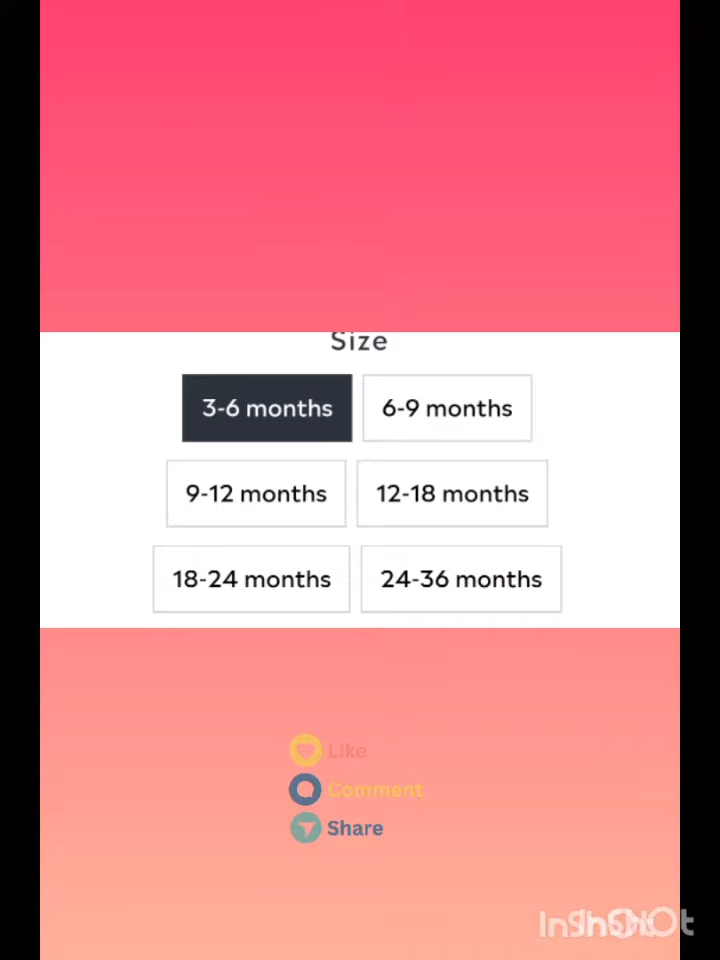 Size
3-6 months 6-9 months
9-12 months 12-18 months
18-24 months 24-36 months
Like
Comment
Share
InShOt